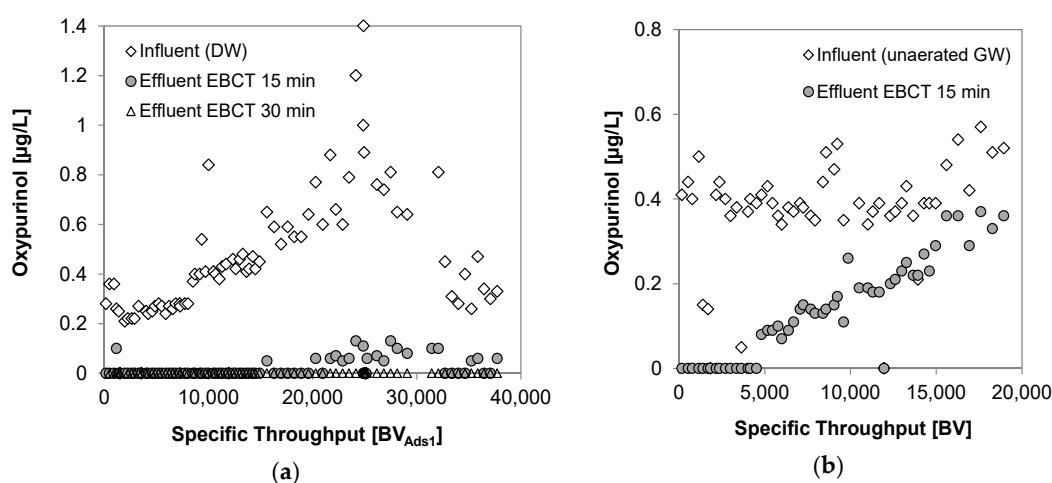 1.4
1.2
1
0.8
0.6
0.4
0.2
0
Oxypurinol [µg/L]
Influent (DW)
Effluent EBCT 15 min
Effluent EBCT 30 min
0 10,000 20,000 30,000 40,000
Specific Throughput [BV_Ads1]
(a)
0.8
0.6
0.4
0.2
0
Oxypurinol [µg/L]
Influent (unaerated GW)
Effluent EBCT 15 min
0 5,000 10,000 15,000 20,000
Specific Throughput [BV]
(b)